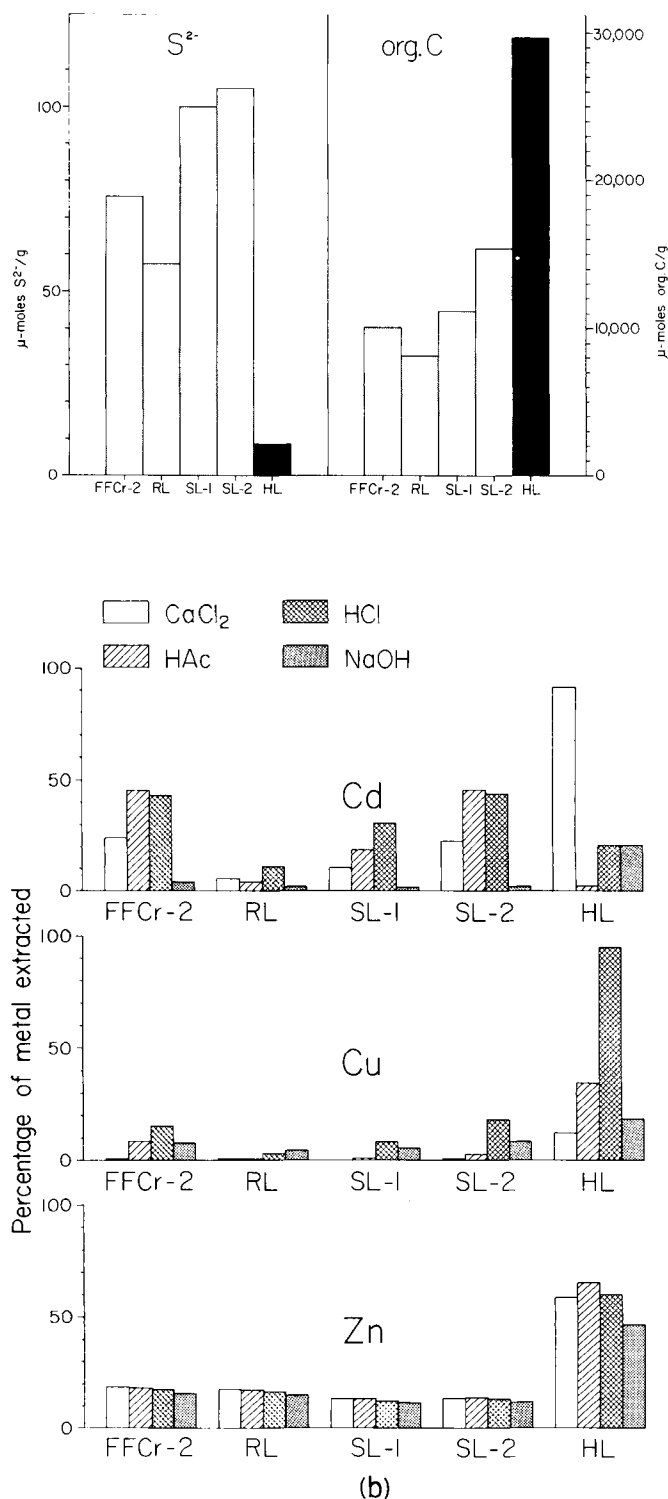 S²⁻ org. C
30,000
100
20,000
50
10,000
0 0
μ-moles S²⁻/g
μ-moles org. C/g
FFCr-2 RL SL-1 SL-2 HL FFCr-2 RL SL-1 SL-2 HL
CaCl₂ HCl
HAc NaOH
Percentage of metal extracted
100
50
0
Cd
FFCr-2 RL SL-1 SL-2 HL
100
50
0
Cu
FFCr-2 RL SL-1 SL-2 HL
100
50
0
Zn
FFCr-2 RL SL-1 SL-2 HL
(b)